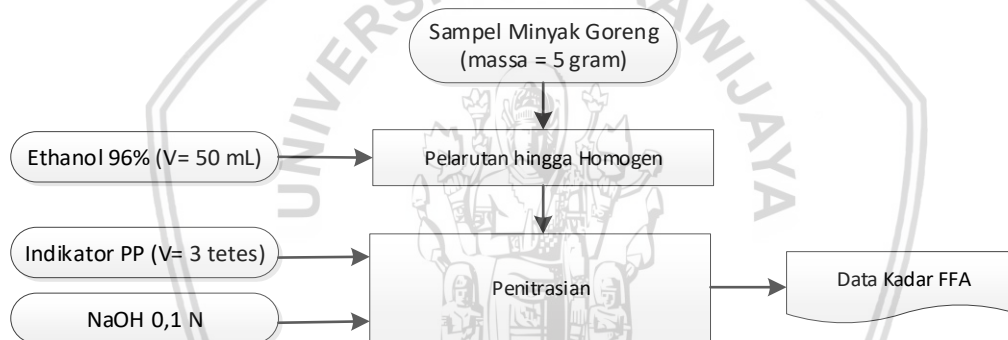 Sampel Minyak Goreng
(massa = 5 gram)
Ethanol 96% (V= 50 mL)
Pelarutan hingga Homogen
Indikator PP (V= 3 tetes)
Penitrasian
Data Kadar FFA
NaOH 0,1 N